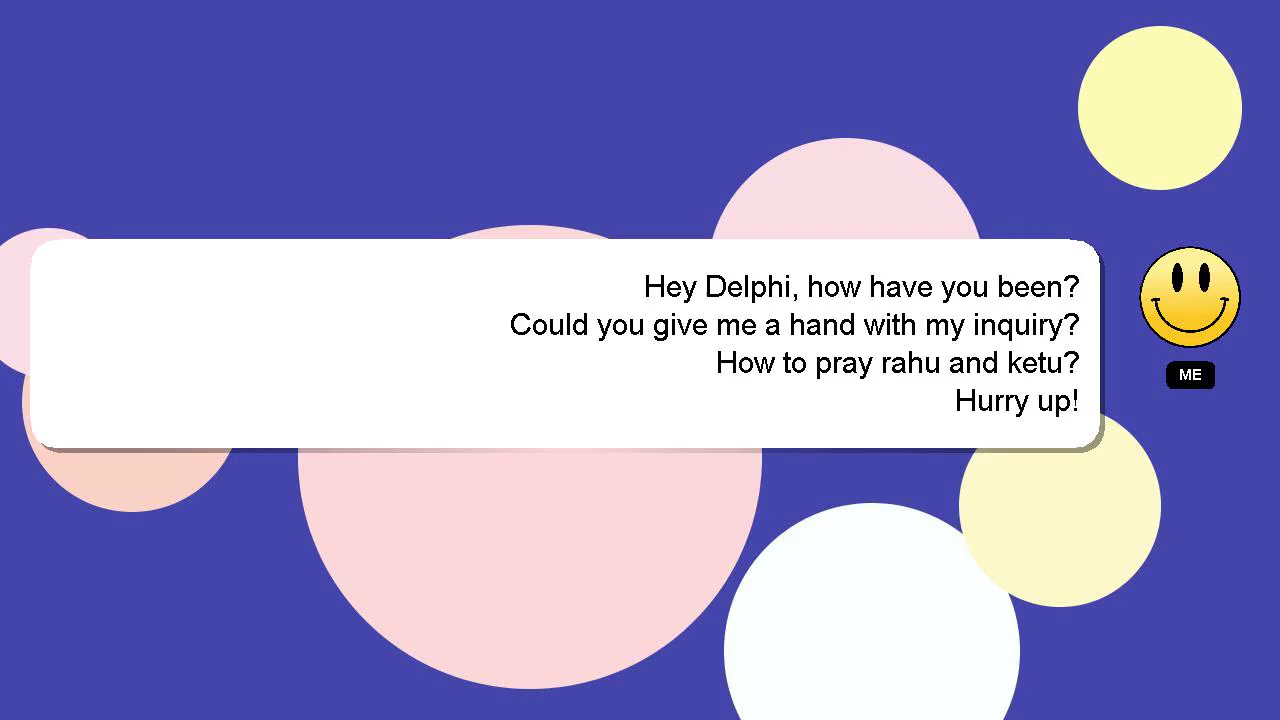 Hey Delphi, how have you been?
Could you give me a hand with my inquiry?
How to pray rahu and ketu?
Hurry up!
ME